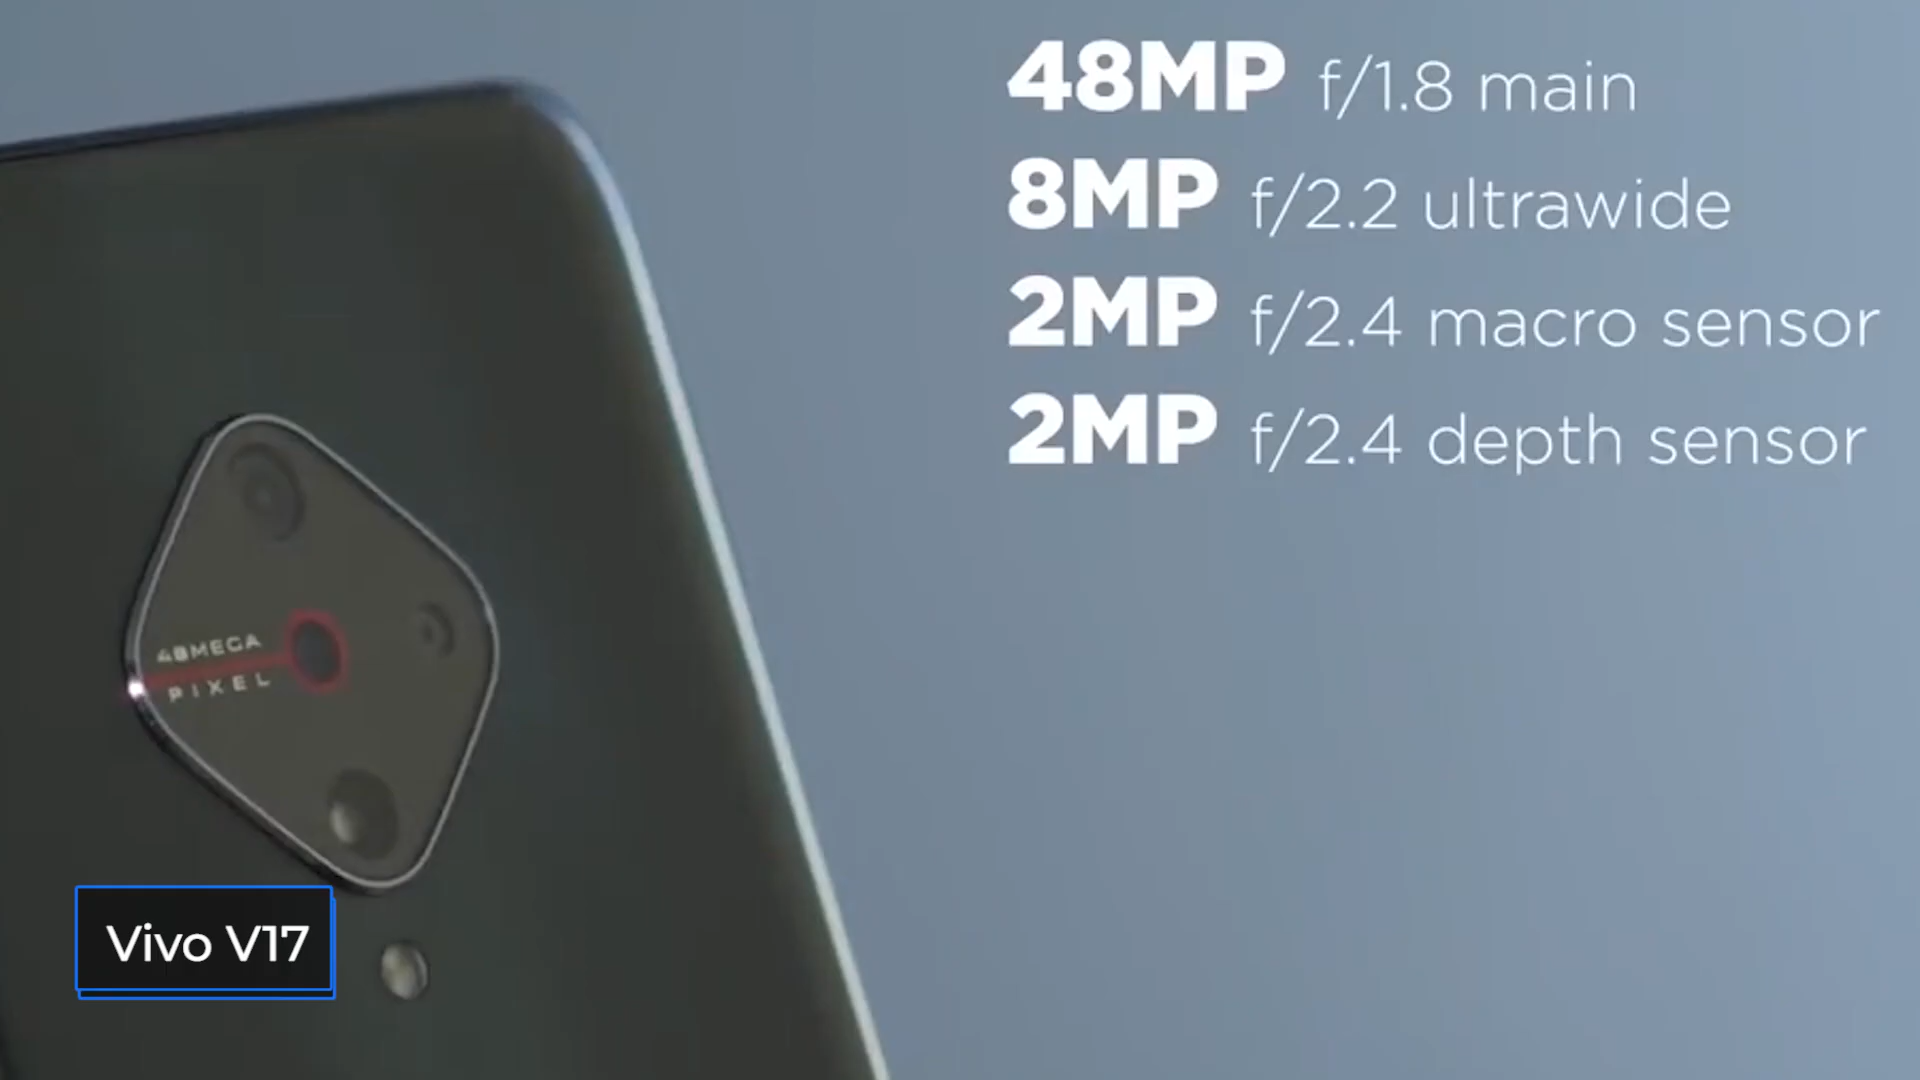 48MP f/1.8 main
8MP f/2.2 ultrawide
2MP f/2.4 macro sensor
2MP f/2.4 depth sensor
48MEGA
PIXEL
Vivo V17